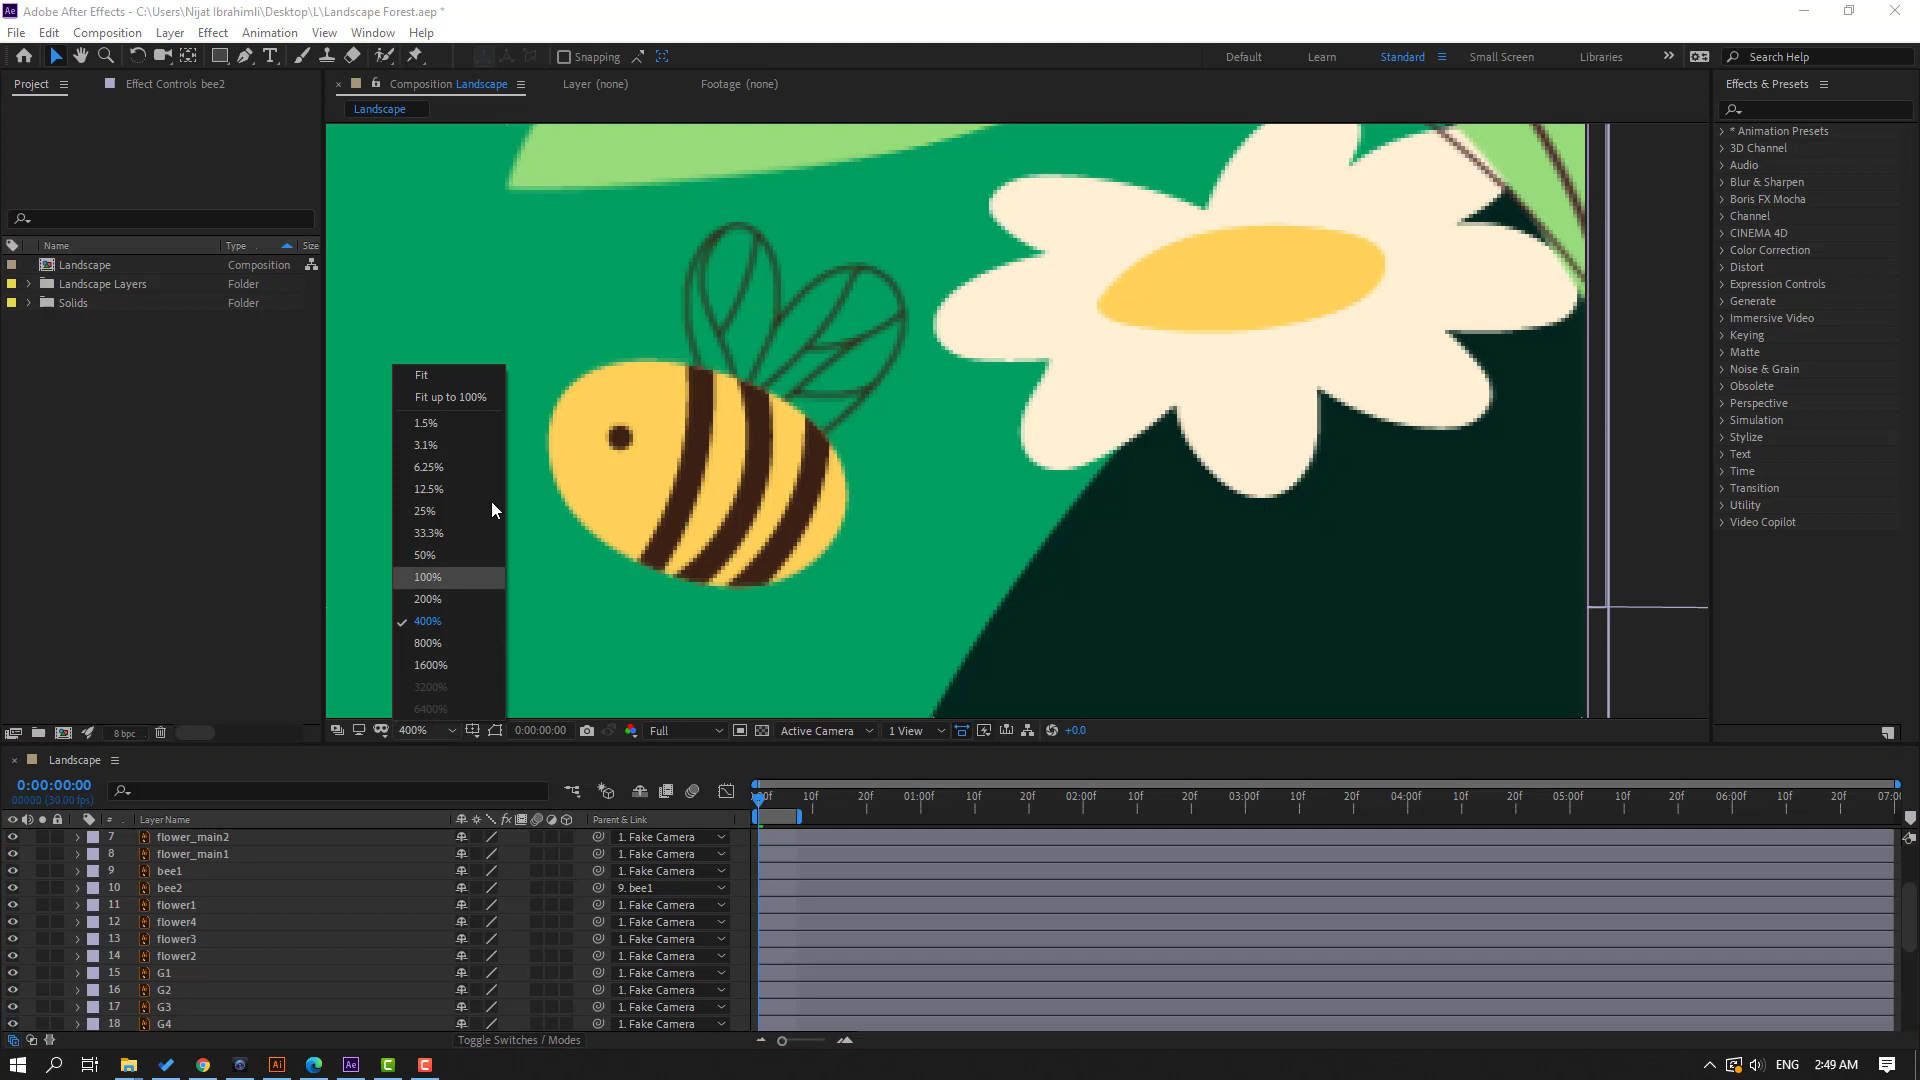 Ae Adobe After Effects - C:\Users\Nijat Ibrahimli\Desktop\L\Landscape Forest.aep *
File Edit Composition Layer Effect Animation View Window Help
Snapping Default Learn Standard Small Screen Libraries Search Help
Project Effect Controls bee2 Composition Landscape Layer (none) Footage (none) Effects & Presets
Landscape
* Animation Presets
3D Channel
Audio
Blur & Sharpen
Boris FX Mocha
Channel
CINEMA 4D
Color Correction
Distort
Expression Controls
Generate
Immersive Video
Keying
Matte
Noise & Grain
Obsolete
Perspective
Simulation
Stylize
Text
Time
Transition
Utility
Video Copilot
Name Type Size
Landscape Composition
Landscape Layers Folder
Solids Folder
Fit
Fit up to 100%
1.5%
3.1%
6.25%
12.5%
25%
33.3%
50%
100%
200%
400%
800%
1600%
3200%
6400%
8 bpc 400% 0:00:00:00 Full Active Camera 1 View +0.0
Landscape
0:00:00:00
00000 (30.00 fps)
:00f 10f 20f 01:00f 10f 20f 02:00f 10f 20f 03:00f 10f 20f 04:00f 10f 20f 05:00f 10f 20f 06:00f 10f 20f 07:00
# Layer Name fx Parent & Link
7 flower_main2 1. Fake Camera
8 flower_main1 1. Fake Camera
9 bee1 1. Fake Camera
10 bee2 9. bee1
11 flower1 1. Fake Camera
12 flower4 1. Fake Camera
13 flower3 1. Fake Camera
14 flower2 1. Fake Camera
15 G1 1. Fake Camera
16 G2 1. Fake Camera
17 G3 1. Fake Camera
18 G4 1. Fake Camera
Toggle Switches / Modes
Ai Ae C C ENG 2:49 AM